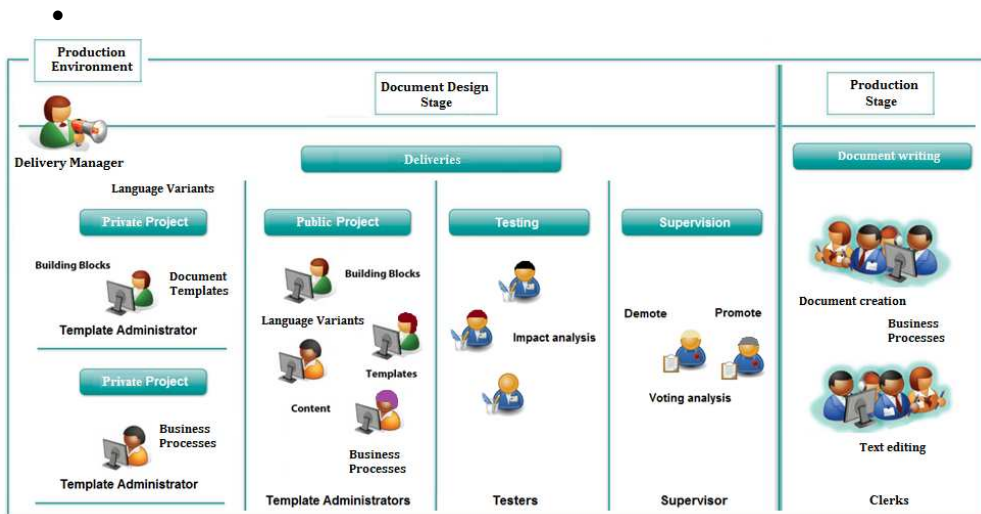 Production
Environment
Document Design
Stage
Production
Stage
Delivery Manager
Deliveries
Document writing
Language Variants
Private Project
Public Project
Testing
Supervision
Building Blocks
Document
Templates
Template Administrator
Private Project
Business
Processes
Template Administrator
Building Blocks
Language Variants
Templates
Content
Business
Processes
Template Administrators
Impact analysis
Testers
Demote
Promote
Voting analysis
Supervisor
Document creation
Business
Processes
Text editing
Clerks